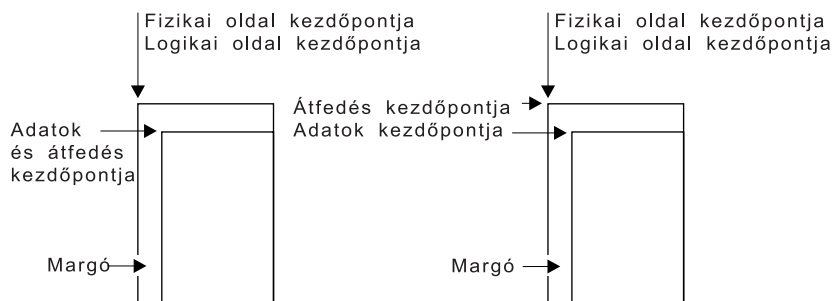 Fizikai oldal kezdőpontja
Logikai oldal kezdőpontja
Adatok
és átfedés
kezdőpontja
Margó
Fizikai oldal kezdőpontja
Logikai oldal kezdőpontja
Átfedés kezdőpontja
Adatok kezdőpontja
Margó